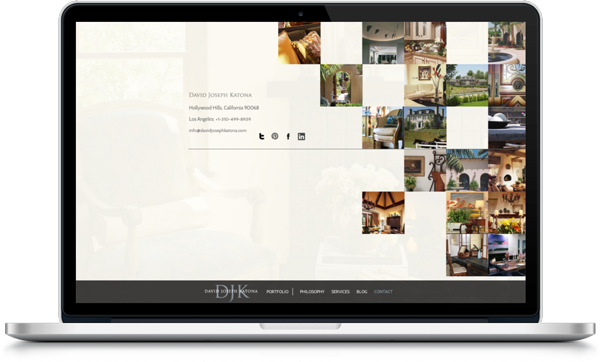 David Joseph Katona
Hollywood Hills, California 90068
Los Angeles: +1-310-499-8939
info@davidjosephkatona.com
DJK
DAVID JOSEPH KATONA
PORTFOLIO | PHILOSOPHY SERVICES BLOG CONTACT